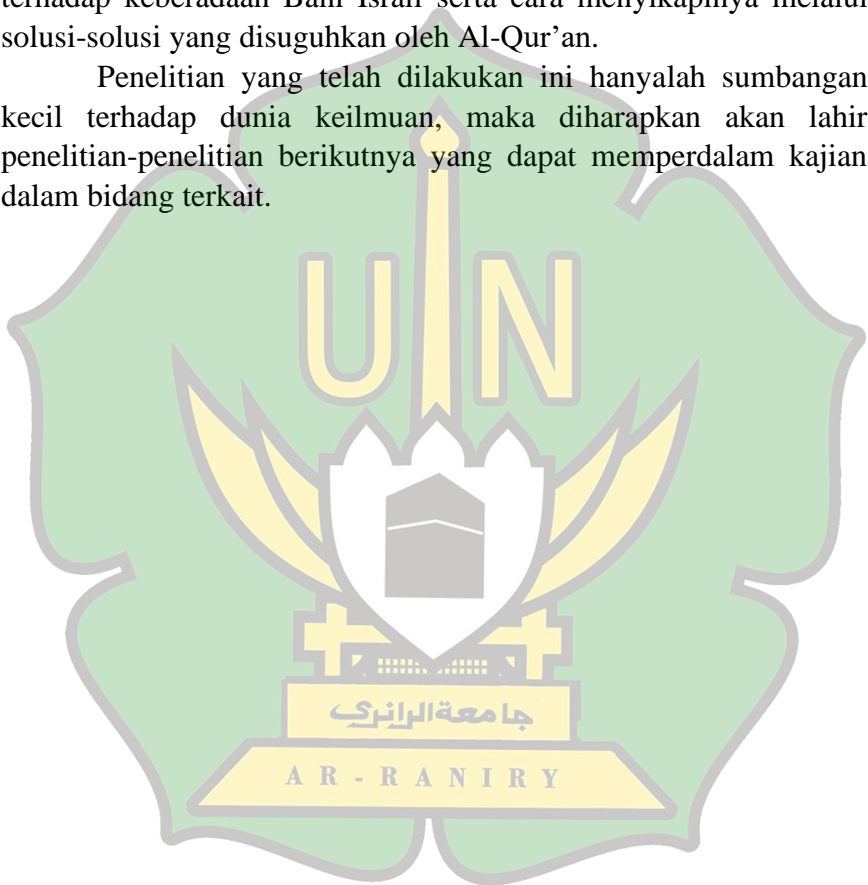 terhadap keberadaan Bani Israil serta cara menyikapinya melalui
solusi-solusi yang disuguhkan oleh Al-Qur’an.
Penelitian yang telah dilakukan ini hanyalah sumbangan
kecil terhadap dunia keilmuan, maka diharapkan akan lahir
penelitian-penelitian berikutnya yang dapat memperdalam kajian
dalam bidang terkait.
UIN
جامعة الرانري
AR-RANIRY